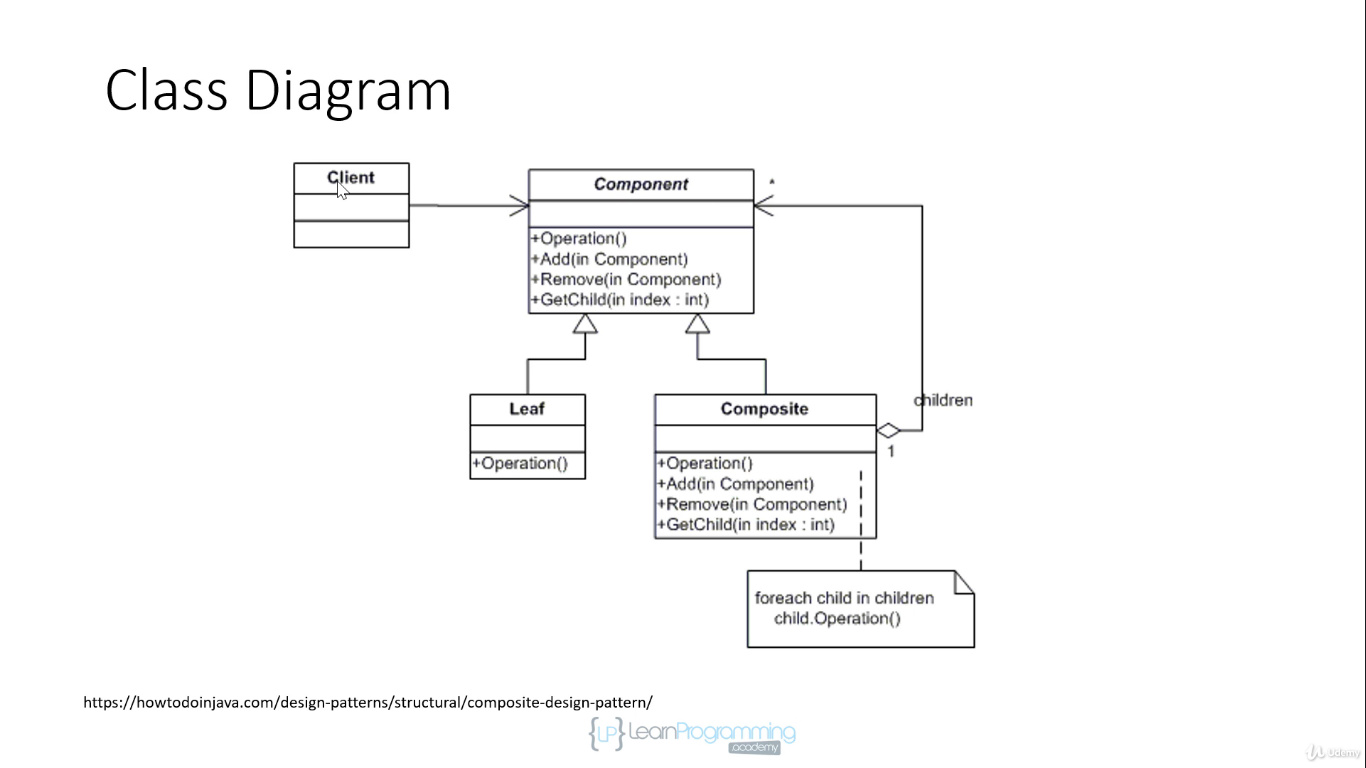 Class Diagram
Client
Component
*
+Operation()
+Add(in Component)
+Remove(in Component)
+GetChild(in index : int)
Leaf
+Operation()
Composite
children
1
+Operation()
+Add(in Component)
+Remove(in Component)
+GetChild(in index : int)
foreach child in children
child.Operation()
https://howtodoinjava.com/design-patterns/structural/composite-design-pattern/
{LP} LearnProgramming
.academy
Udemy